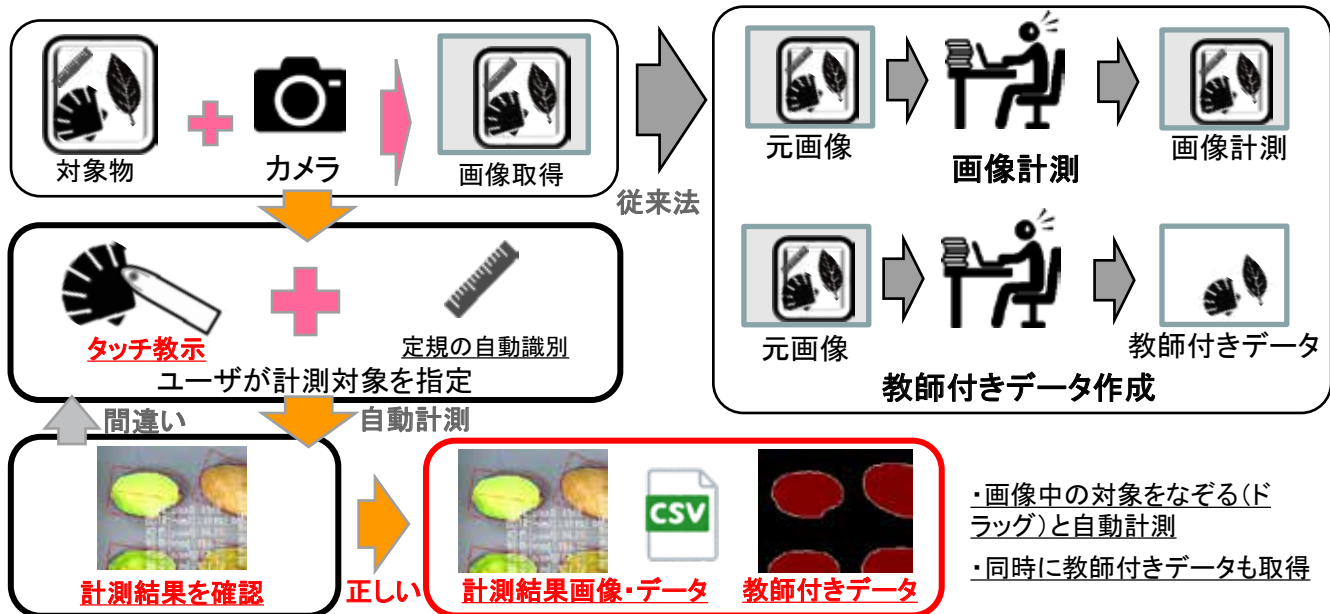 対象物
カメラ
画像取得
従来法
元画像
画像計測
画像計測
元画像
教師付きデータ
教師付きデータ作成
タッチ教示
定規の自動識別
ユーザが計測対象を指定
間違い
自動計測
計測結果を確認
正しい
CSV
計測結果画像・データ
教師付きデータ
・画像中の対象をなぞる(ド
ラッグ)と自動計測
・同時に教師付きデータも取得